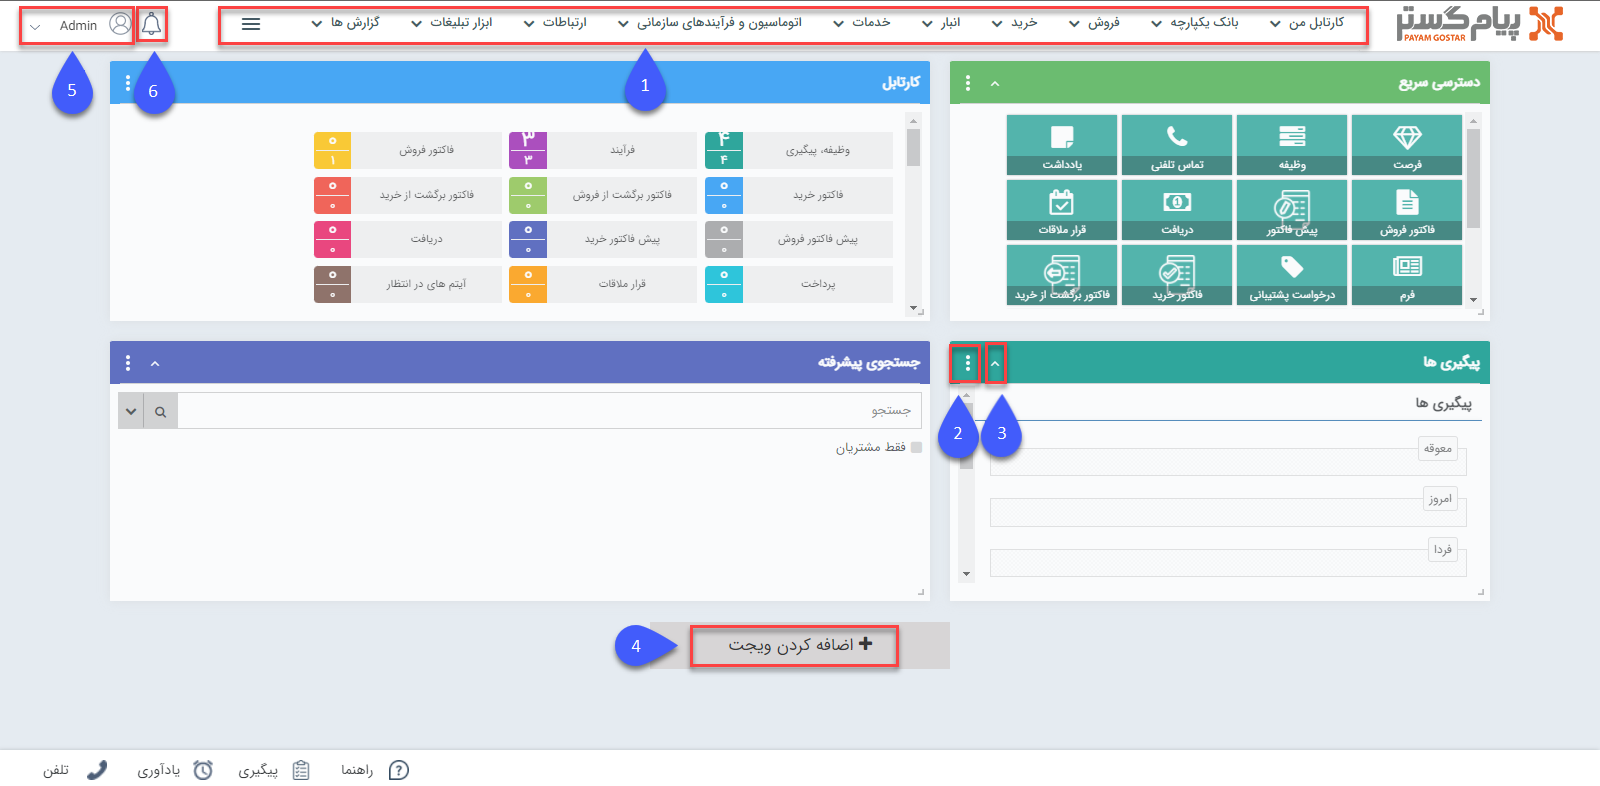 پیام گستر
PAYAM GOSTAR
کارتابل من
بانک یکپارچه
فروش
خرید
انبار
خدمات
اتوماسیون و فرآیندهای سازمانی
ارتباطات
ابزار تبلیغات
گزارش ها
Admin
1
6
5
دسترسی سریع
فرصت
وظیفه
تماس تلفنی
یادداشت
فاکتور فروش
پیش فاکتور
دریافت
قرار ملاقات
فرم
درخواست پشتیبانی
فاکتور خرید
فاکتور برگشت از خرید
کارتابل
وظیفه، پیگیری
۴
۴
فرآیند
۳
۳
فاکتور فروش
۰
۱
فاکتور خرید
۰
۰
فاکتور برگشت از فروش
۰
۰
فاکتور برگشت از خرید
۰
۰
پیش فاکتور فروش
۰
۰
پیش فاکتور خرید
۰
۰
دریافت
۰
۰
پرداخت
۰
۰
قرار ملاقات
۰
۰
آیتم های در انتظار
۰
۰
پیگیری ها
پیگیری ها
3
2
معوقه
امروز
فردا
جستجوی پیشرفته
جستجو
فقط مشتریان
اضافه کردن ویجت
4
راهنما
پیگیری
یادآوری
تلفن